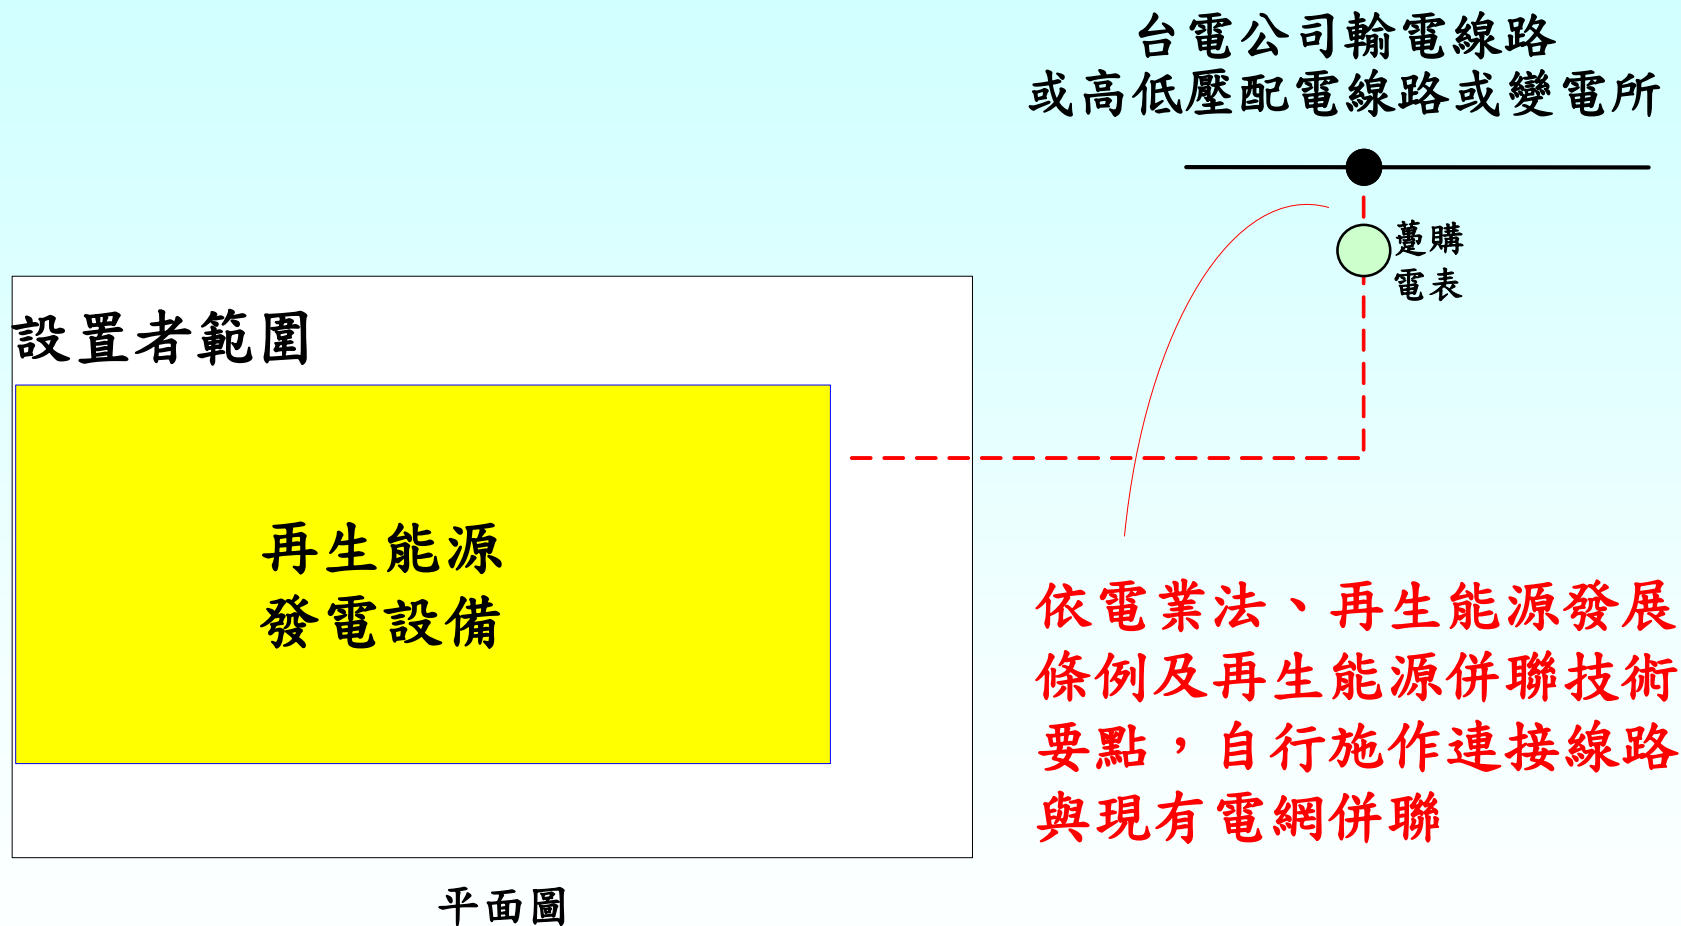 台電公司輸電線路
或高低壓配電線路或變電所
躉購
電表
設置者範圍
再生能源
發電設備
依電業法、再生能源發展
條例及再生能源併聯技術
要點，自行施作連接線路
與現有電網併聯
平面圖